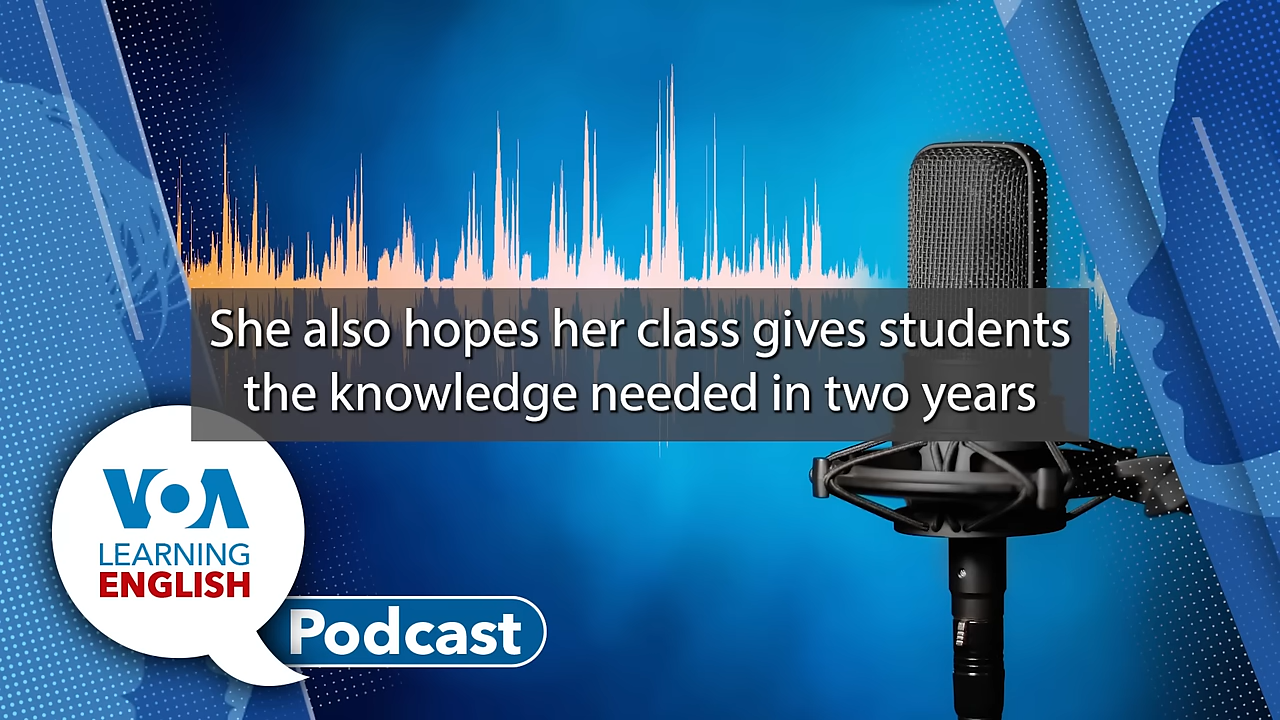 She also hopes her class gives students
the knowledge needed in two years
VOA
LEARNING
ENGLISH
Podcast